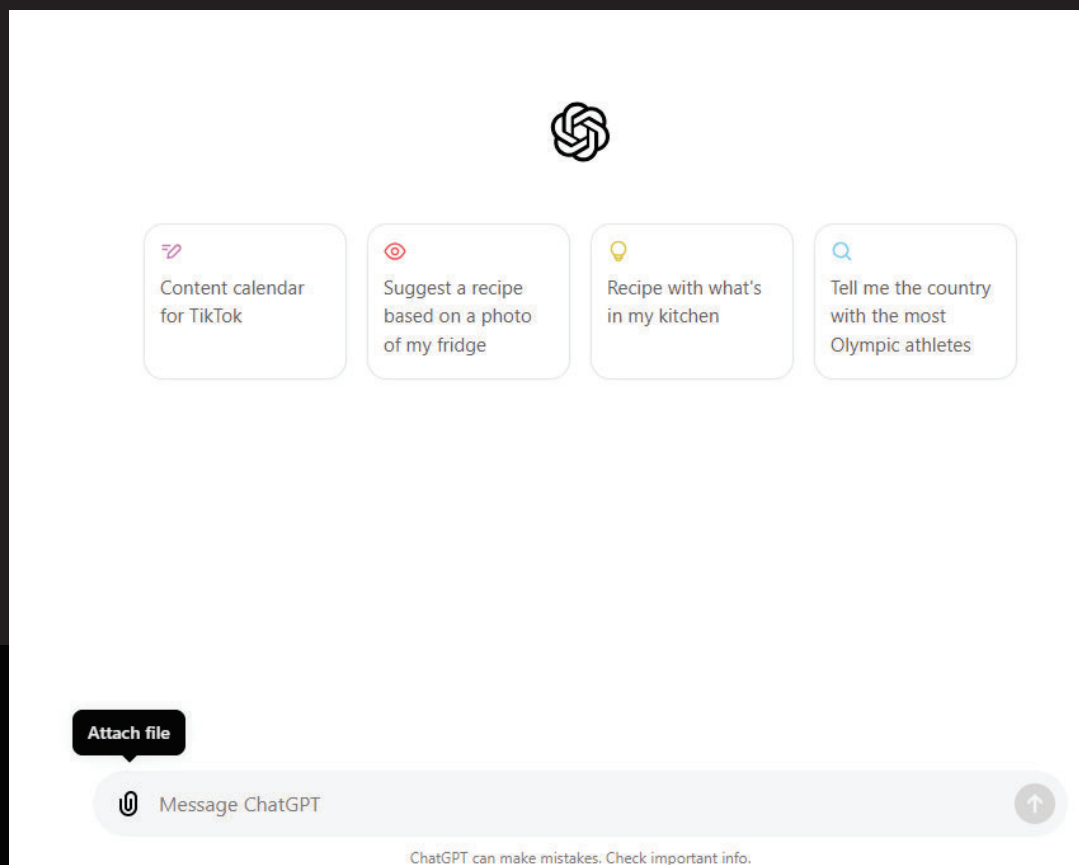 Content calendar
for TikTok
Suggest a recipe
based on a photo
of my fridge
Recipe with what's
in my kitchen
Tell me the country
with the most
Olympic athletes
Attach file
Message ChatGPT
ChatGPT can make mistakes. Check important info.